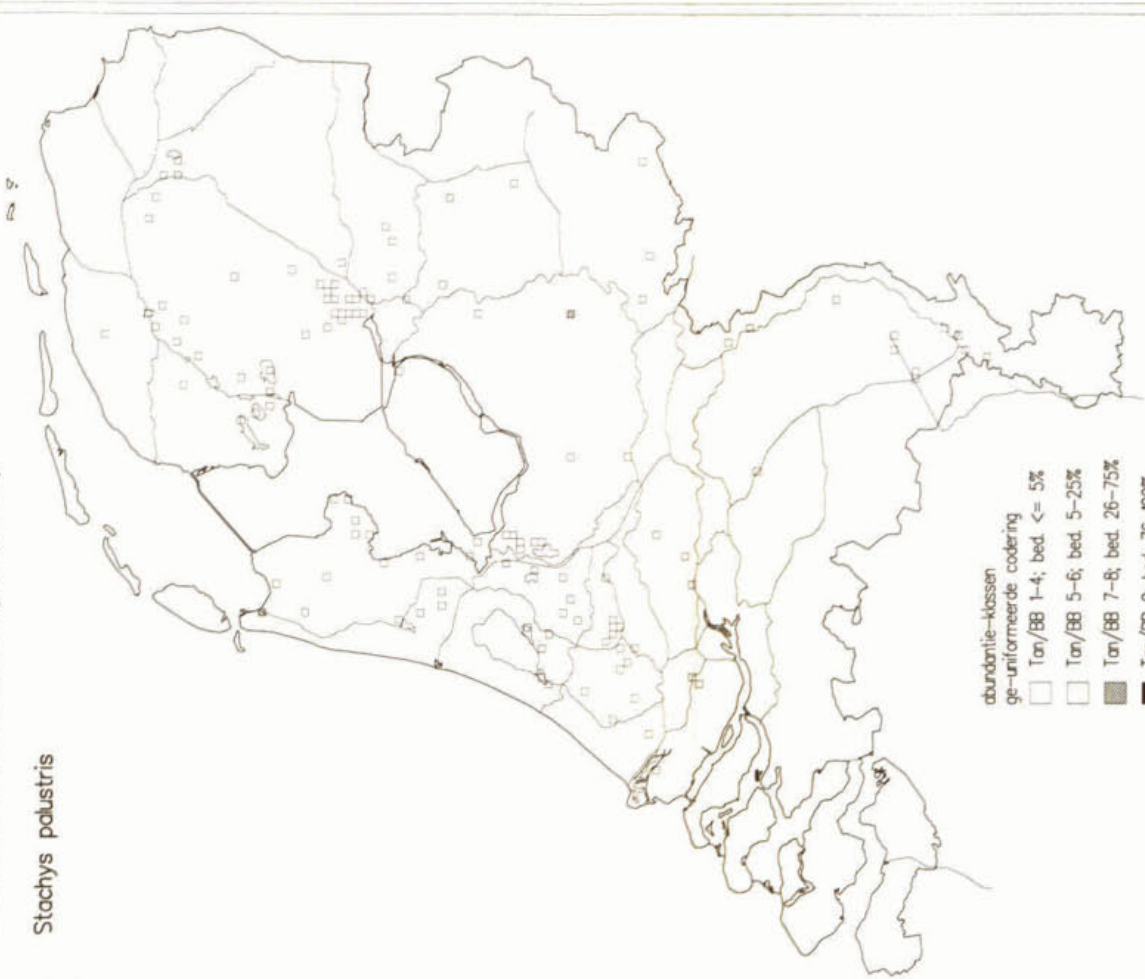 Stachys palustris
abundantie-klassen
ge-uniformeerde codering
Tan/BB 1-4; bed. <= 5%
Tan/BB 5-6; bed. 5-25%
Tan/BB 7-8; bed. 26-75%